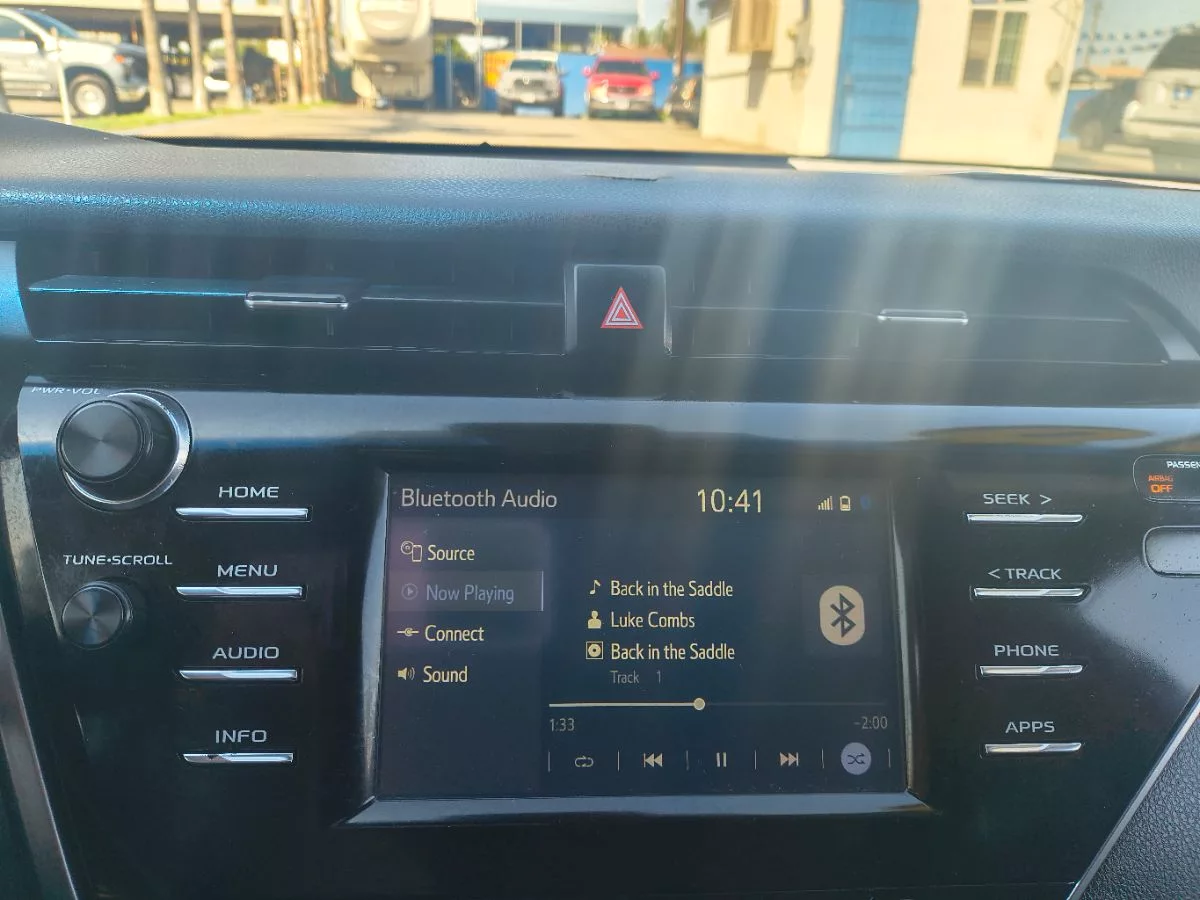 PWR•VOL
HOME
TUNE•SCROLL
MENU
AUDIO
INFO
Bluetooth Audio
10:41
Source
Now Playing
Connect
Sound
Back in the Saddle
Luke Combs
Back in the Saddle
Track 1
1:33
-2:00
SEEK >
< TRACK
PHONE
APPS
PASSEN
AIRBAG
OFF